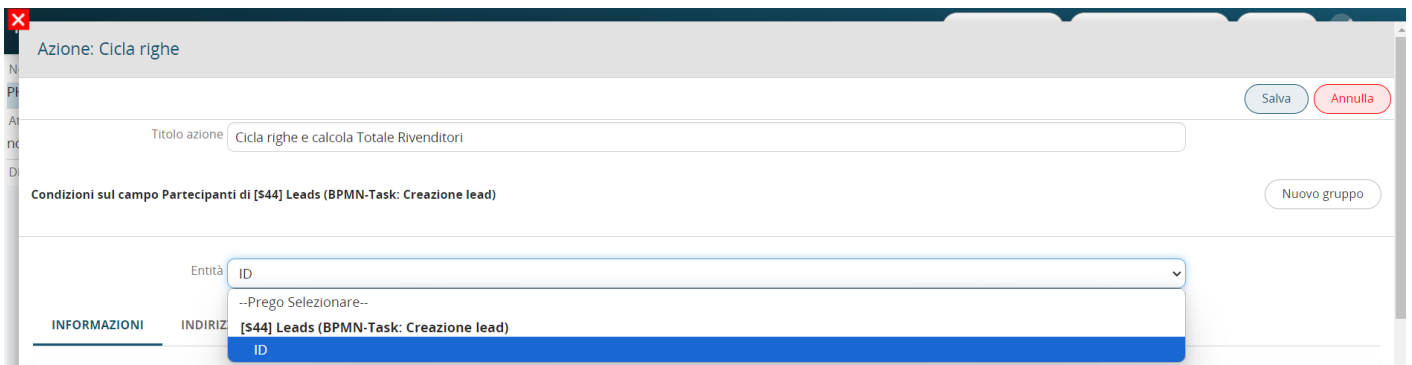 Azione: Cicla righe
Salva Annulla
Titolo azione Cicla righe e calcola Totale Rivenditori
Condizioni sul campo Partecipanti di [$44] Leads (BPMN-Task: Creazione lead) Nuovo gruppo
Entità ID
--Prego Selezionare--
INFORMAZIONI
[$44] Leads (BPMN-Task: Creazione lead)
ID